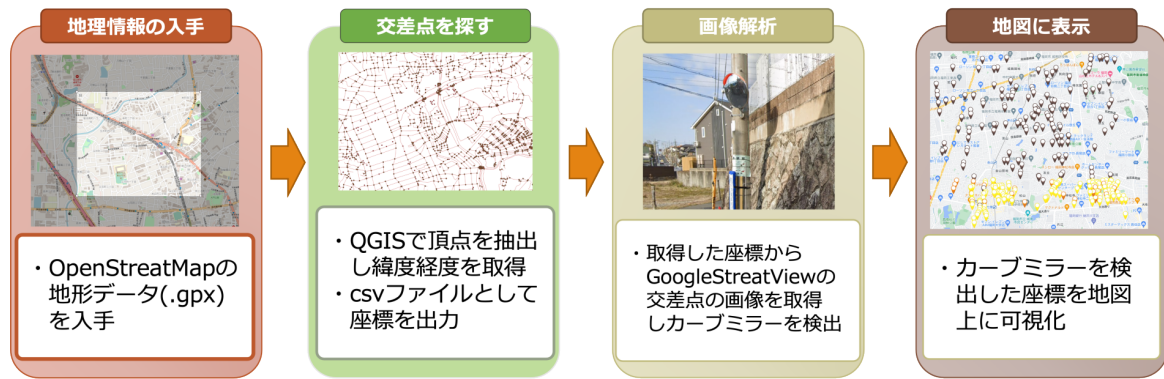 地理情報の入手
・OpenStreatMapの
地形データ(.gpx)
を入手
交差点を探す
・QGISで頂点を抽出
し緯度経度を取得
・csvファイルとして
座標を出力
画像解析
・取得した座標から
GoogleStreatViewの
交差点の画像を取得
しカーブミラーを検出
地図に表示
・カーブミラーを検
出した座標を地図
上に可視化